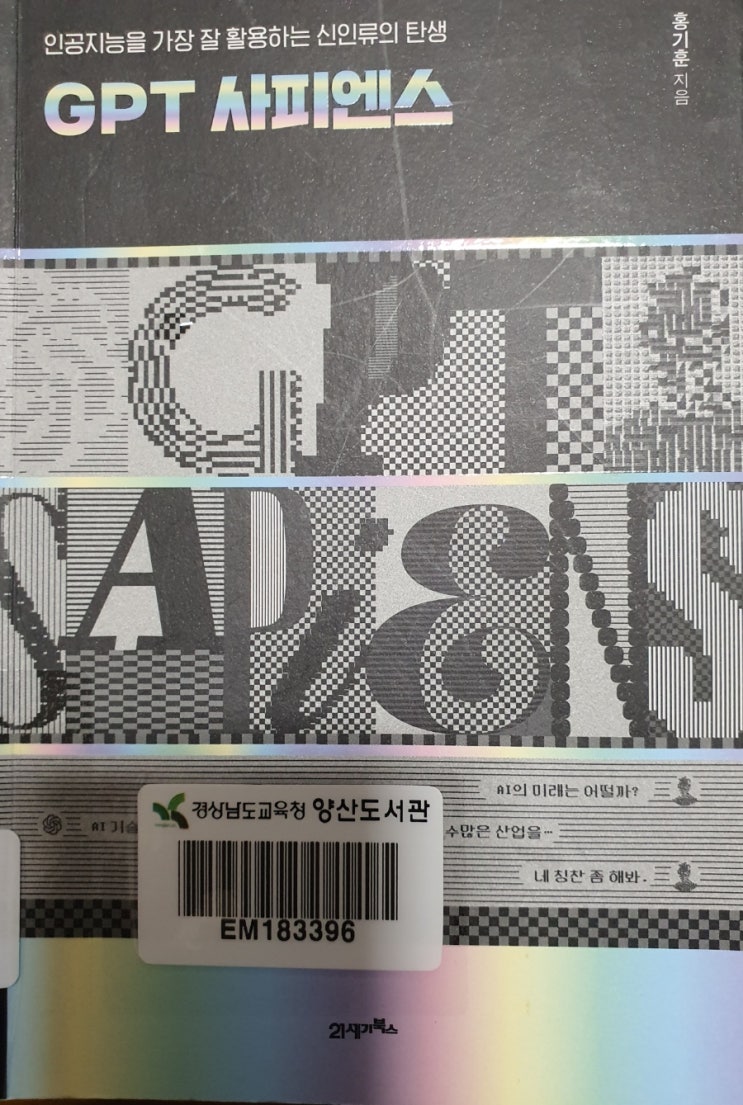 인공지능을 가장 잘 활용하는 신인류의 탄생
GPT 사피엔스
홍기훈 지음
GPT
SAPiENS
AI의 미래는 어떨까?
AI 기술
수많은 산업을…
네 칭찬 좀 해봐.
경상남도교육청 양산도서관
EM183396
21세기북스